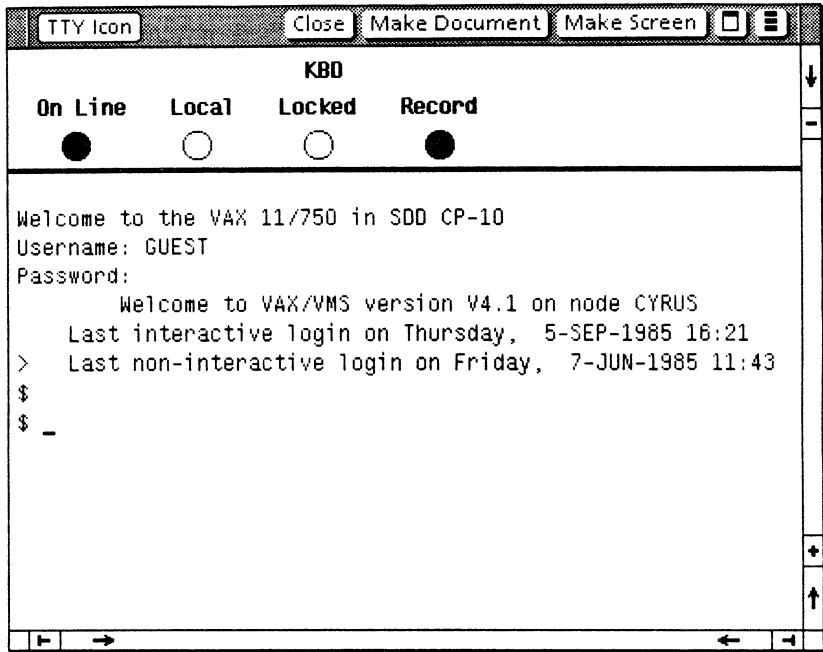 TTY Icon Close Make Document Make Screen
KBD
On Line Local Locked Record
Welcome to the VAX 11/750 in SDD CP-10
Username: GUEST
Password:
Welcome to VAX/VMS version V4.1 on node CYRUS
Last interactive login on Thursday, 5-SEP-1985 16:21
> Last non-interactive login on Friday, 7-JUN-1985 11:43
$
$ _